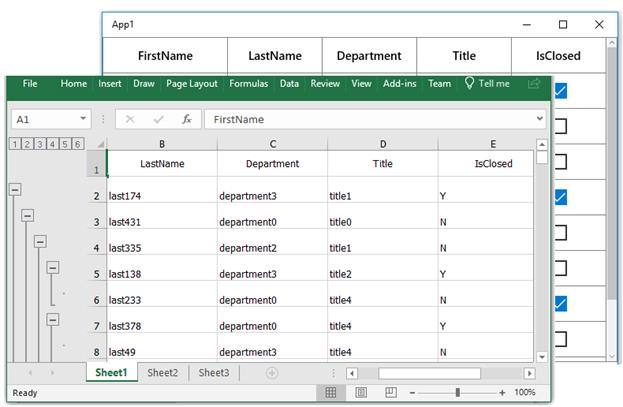 App1
FirstName LastName Department Title IsClosed
File Home Insert Draw Page Layout Formulas Data Review View Add-ins Team Tell me
A1 fx FirstName
1 2 3 4 5 6 B C D E
1 LastName Department Title IsClosed
2 last174 department3 title1 Y
3 last431 department0 title0 N
4 last335 department2 title1 N
5 last138 department3 title2 Y
6 last233 department0 title4 N
7 last378 department0 title4 Y
8 last49 department3 title4 N
Sheet1 Sheet2 Sheet3
Ready 100%